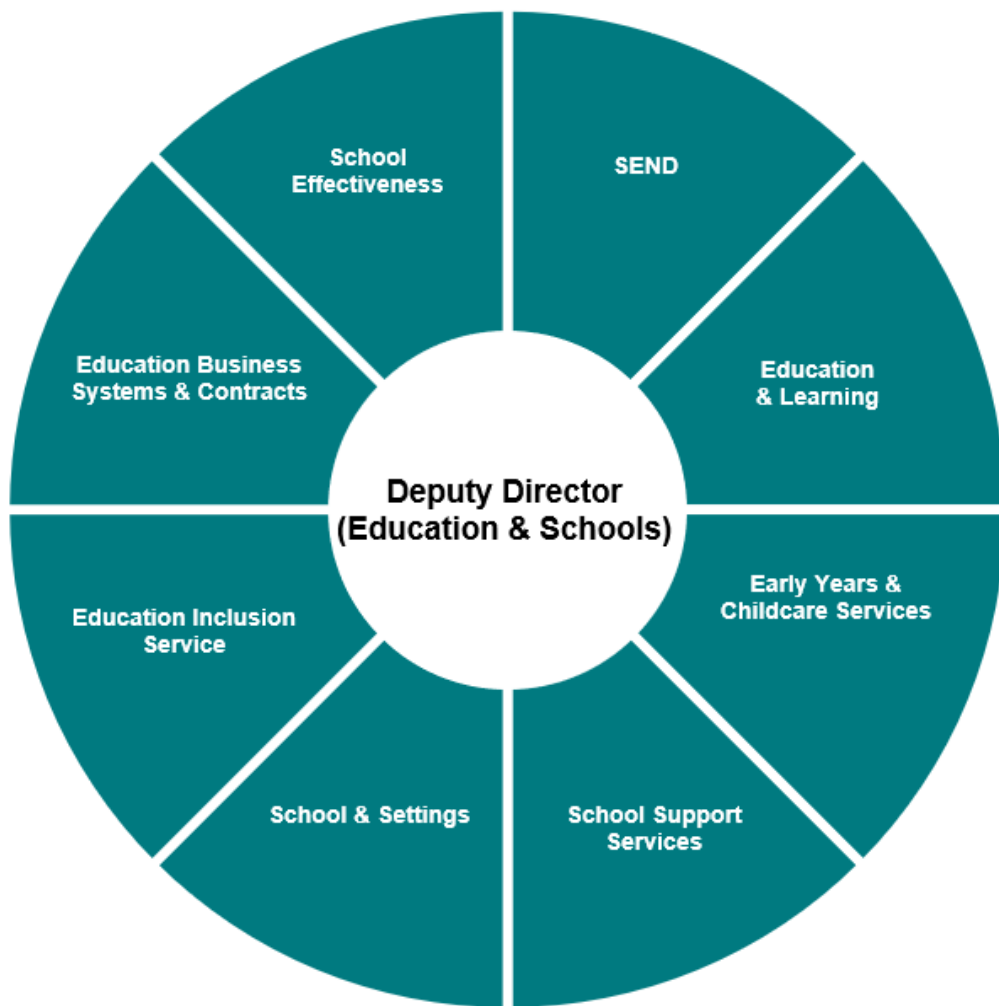 School
Effectiveness
SEND
Education Business
Systems & Contracts
Education
& Learning
Deputy Director
(Education & Schools)
Education Inclusion
Service
Early Years &
Childcare Services
School & Settings
School Support
Services